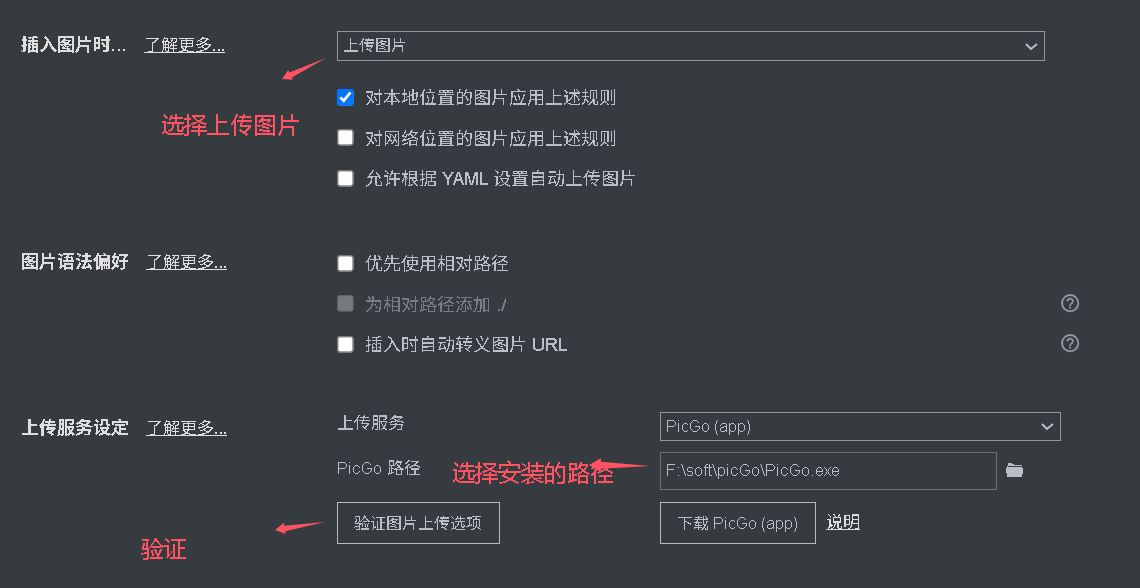 插入图片时... 了解更多... 上传图片
对本地位置的图片应用上述规则
选择上传图片
对网络位置的图片应用上述规则
允许根据 YAML 设置自动上传图片
图片语法偏好 了解更多... 优先使用相对路径
为相对路径添加 ./
插入时自动转义图片 URL
上传服务设定 了解更多... 上传服务 PicGo (app)
PicGo 路径 选择安装的路径 F:\soft\picGo\PicGo.exe
验证图片上传选项 下载 PicGo (app) 说明
验证